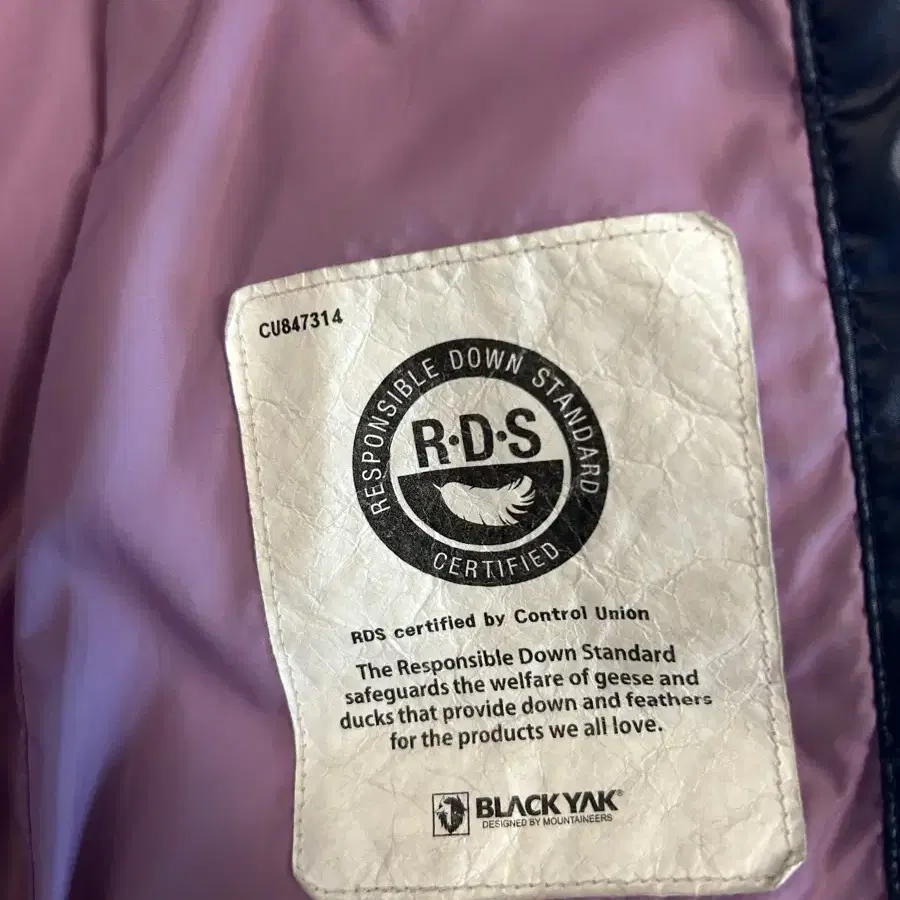 CU847314
RESPONSIBLE DOWN STANDARD
R·D·S
CERTIFIED
RDS certified by Control Union
The Responsible Down Standard
safeguards the welfare of geese and
ducks that provide down and feathers
for the products we all love.
BLACKYAK®
DESIGNED BY MOUNTAINEERS